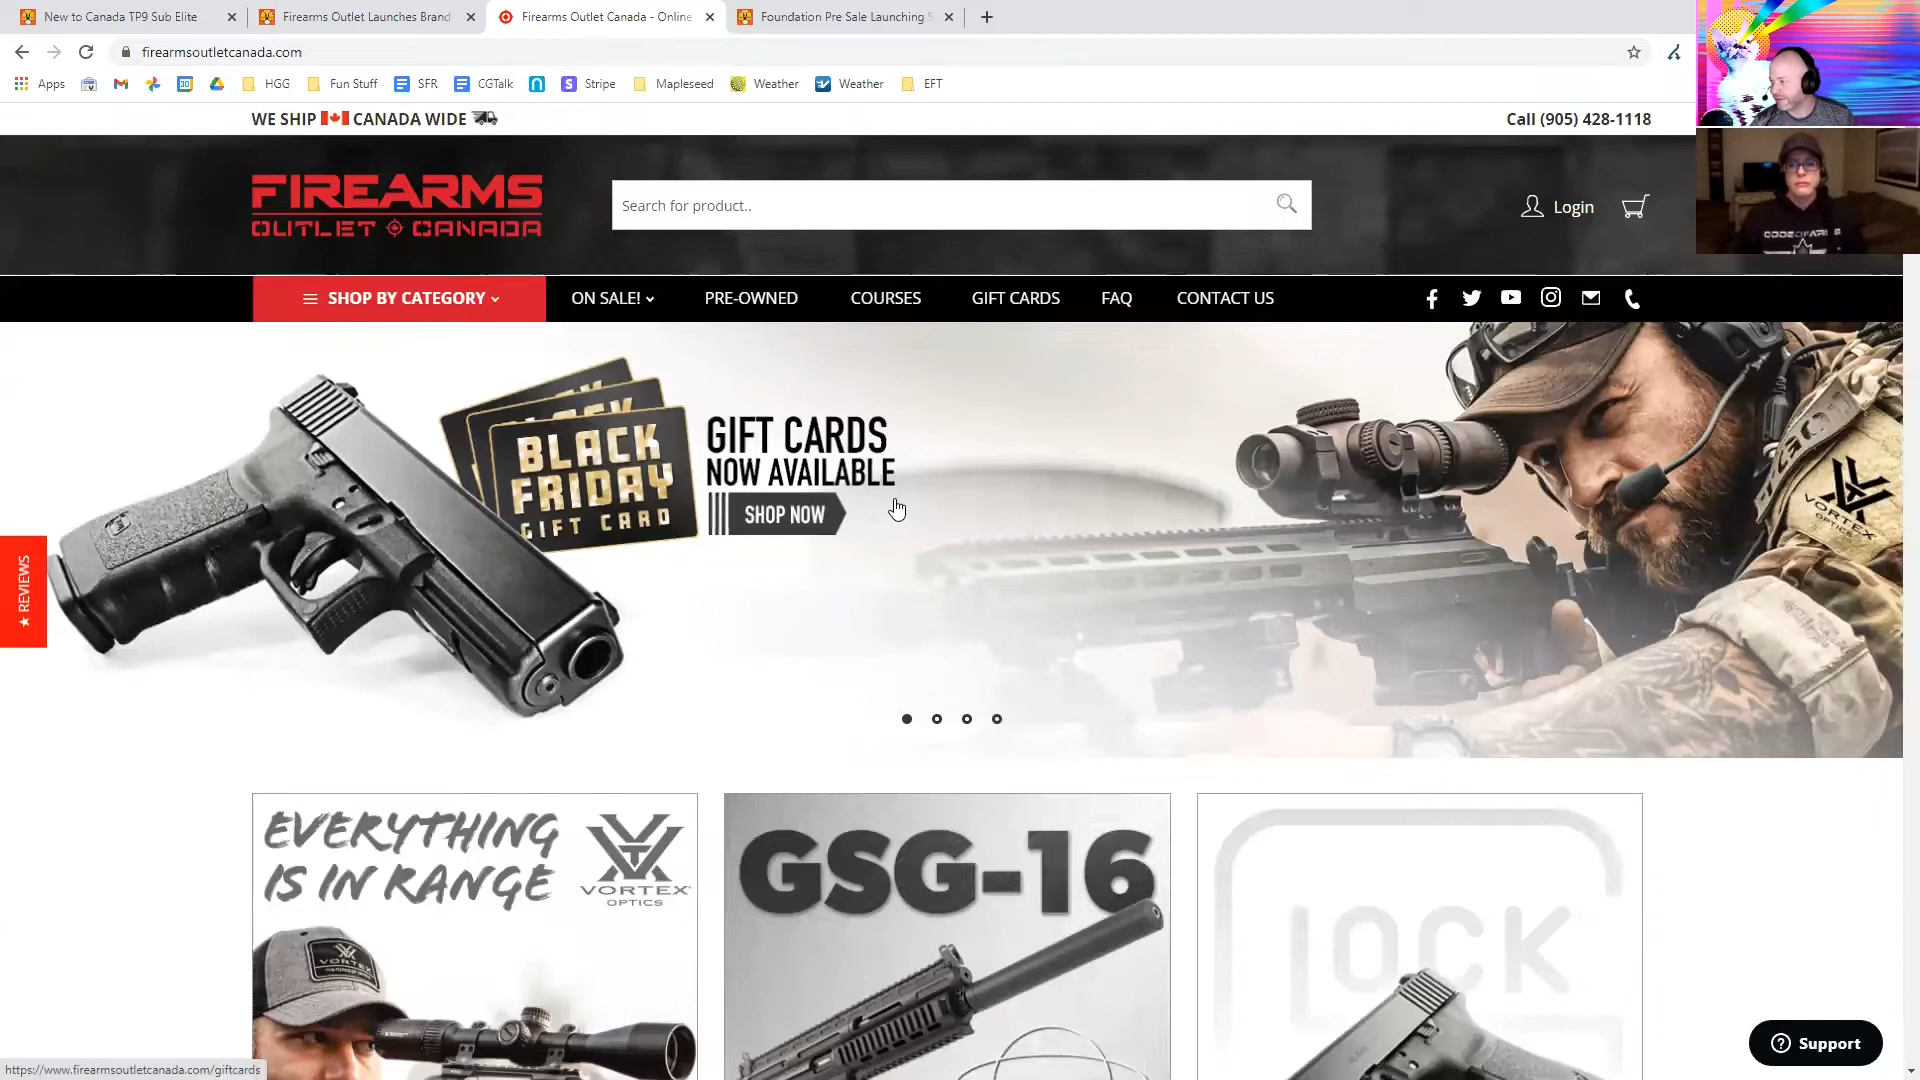 New to Canada TP9 Sub Elite
Firearms Outlet Launches Brand
Firearms Outlet Canada - Online
Foundation Pre Sale Launching S
firearmsoutletcanada.com
Apps
HGG
Fun Stuff
SFR
CGTalk
Stripe
Mapleseed
Weather
Weather
EFT
WE SHIP CANADA WIDE
Call (905) 428-1118
FIREARMS
OUTLET CANADA
Search for product..
Login
SHOP BY CATEGORY
ON SALE!
PRE-OWNED
COURSES
GIFT CARDS
FAQ
CONTACT US
BLACK
FRIDAY
GIFT CARD
GIFT CARDS
NOW AVAILABLE
SHOP NOW
VORTEX
OPTICS
★ REVIEWS
EVERYTHING
IS IN RANGE
VORTEX
OPTICS
VORTEX
GSG-16
LOCK
Support
https://www.firearmsoutletcanada.com/giftcards